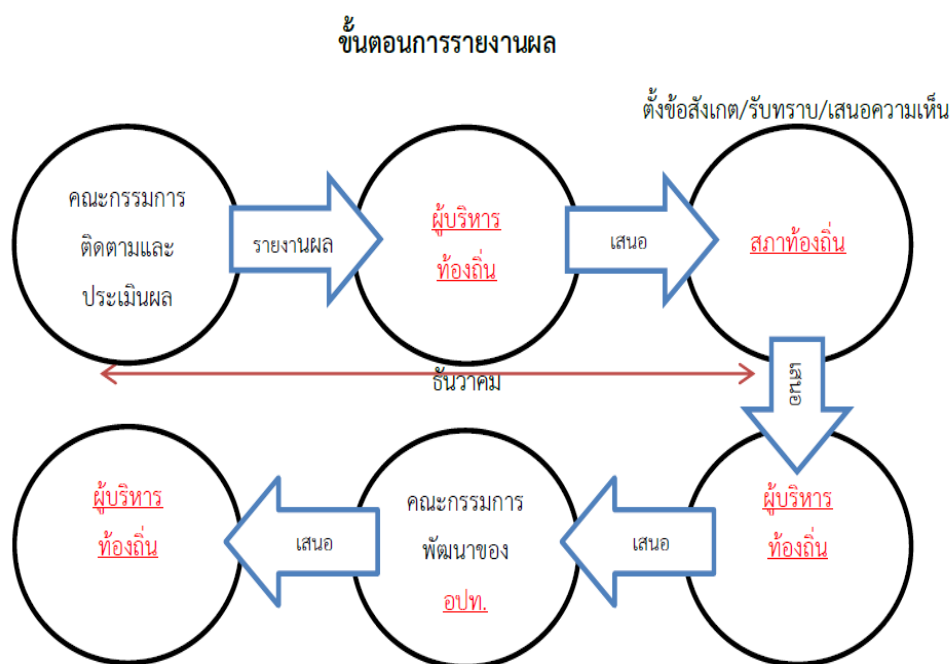 ขั้นตอนการรายงานผล
ตั้งข้อสังเกต/รับทราบ/เสนอความเห็น
คณะกรรมการ
ติดตามและ
ประเมินผล
รายงานผล
ผู้บริหาร
ท้องถิ่น
เสนอ
สภาท้องถิ่น
ธันวาคม
เสนอ
ผู้บริหาร
ท้องถิ่น
เสนอ
คณะกรรมการ
พัฒนาของ
อปท.
เสนอ
ผู้บริหาร
ท้องถิ่น